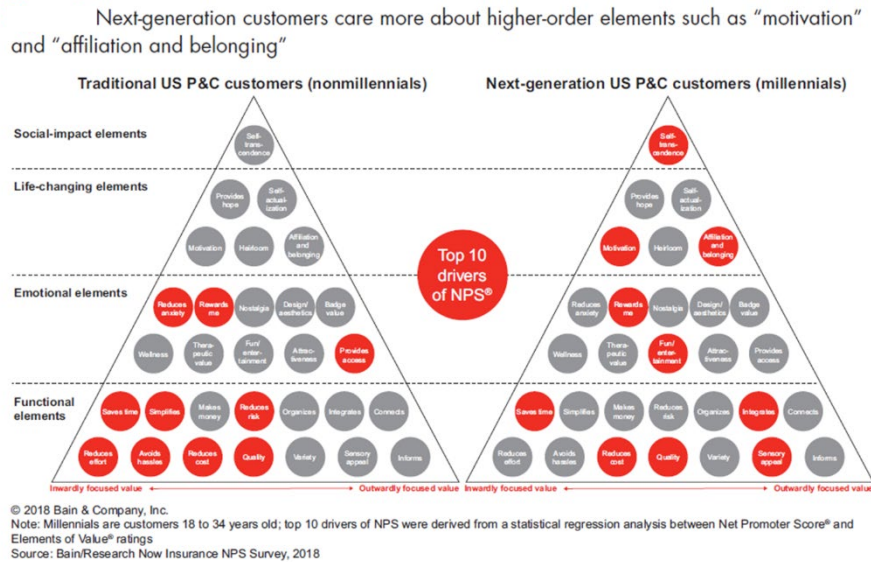 Next-generation customers care more about higher-order elements such as “motivation”
and “affiliation and belonging”
Traditional US P&C customers (nonmillennials)
Next-generation US P&C customers (millennials)
Social-impact elements
Self-
trans-
cendence
Self-
trans-
cendence
Life-changing elements
Provides
hope
Self-
actual-
ization
Provides
hope
Self-
actual-
ization
Motivation
Heirloom
Affiliation
and
belonging
Motivation
Heirloom
Affiliation
and
belonging
Top 10
drivers
of NPS®
Emotional elements
Reduces
anxiety
Rewards
me
Nostalgia
Design/
aesthetics
Badge
value
Reduces
anxiety
Rewards
me
Nostalgia
Design/
aesthetics
Badge
value
Wellness
Thera-
peutic
value
Fun/
enter-
tainment
Attrac-
tiveness
Provides
access
Wellness
Thera-
peutic
value
Fun/
enter-
tainment
Attrac-
tiveness
Provides
access
Functional
elements
Saves time
Simplifies
Makes
money
Reduces
risk
Organizes
Integrates
Connects
Saves time
Simplifies
Makes
money
Reduces
risk
Organizes
Integrates
Connects
Reduces
effort
Avoids
hassles
Reduces
cost
Quality
Variety
Sensory
appeal
Informs
Reduces
effort
Avoids
hassles
Reduces
cost
Quality
Variety
Sensory
appeal
Informs
Inwardly focused value
Outwardly focused value
Inwardly focused value
Outwardly focused value
© 2018 Bain & Company, Inc.
Note: Millennials are customers 18 to 34 years old; top 10 drivers of NPS were derived from a statistical regression analysis between Net Promoter Score® and
Elements of Value® ratings
Source: Bain/Research Now Insurance NPS Survey, 2018